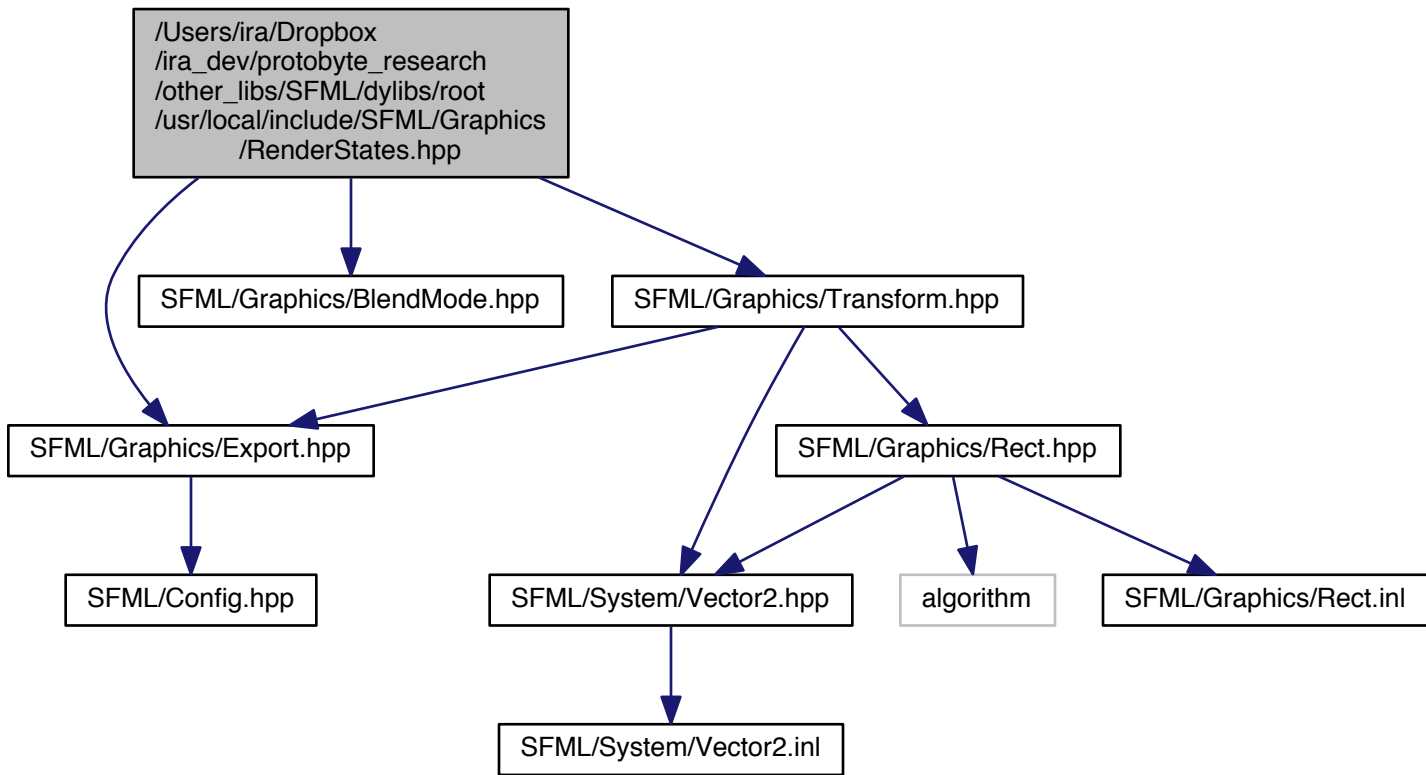 /Users/ira/Dropbox
/ira_dev/protobyte_research
/other_libs/SFML/dylibs/root
/usr/local/include/SFML/Graphics
/RenderStates.hpp
SFML/Graphics/BlendMode.hpp
SFML/Graphics/Transform.hpp
SFML/Graphics/Export.hpp
SFML/Graphics/Rect.hpp
SFML/Config.hpp
SFML/System/Vector2.hpp
algorithm
SFML/Graphics/Rect.inl
SFML/System/Vector2.inl